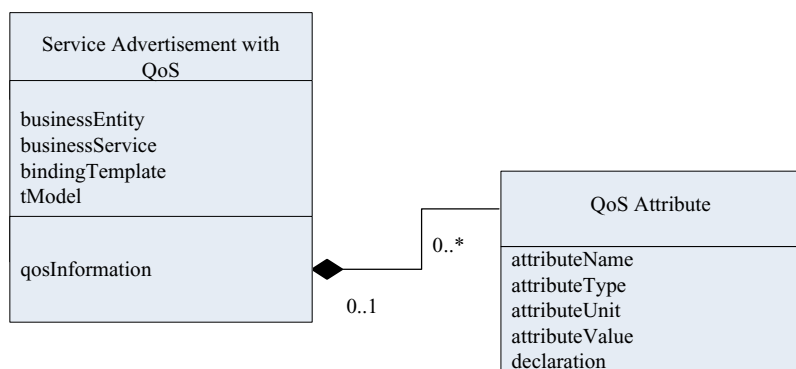 Service Advertisement with
QoS
businessEntity
businessService
bindingTemplate
tModel
qosInformation
0..1
0..*
QoS Attribute
attributeName
attributeType
attributeUnit
attributeValue
declaration